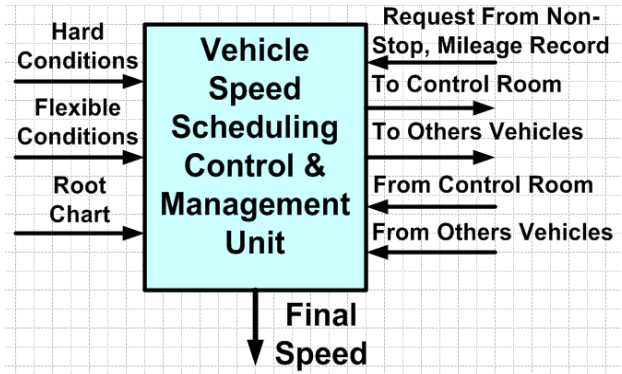 Hard
Conditions
Flexible
Conditions
Root
Chart
Vehicle
Speed
Scheduling
Control &
Management
Unit
Request From Non-
Stop, Mileage Record
To Control Room
To Others Vehicles
From Control Room
From Others Vehicles
Final
Speed